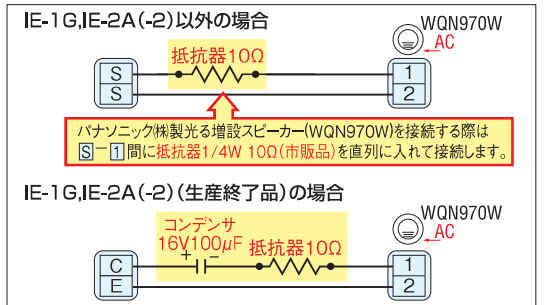 IE-1G,IE-2A(-2)以外の場合
WQN970W
AC
抵抗器10Ω
S
S
1
2
パナソニック㈱製光る増設スピーカー(WQN970W)を接続する際は
S－1間に抵抗器1/4W 10Ω(市販品)を直列に入れて接続します。
IE-1G,IE-2A(-2)(生産終了品)の場合
WQN970W
AC
コンデンサ
16V100μF
抵抗器10Ω
+ －
C
E
1
2